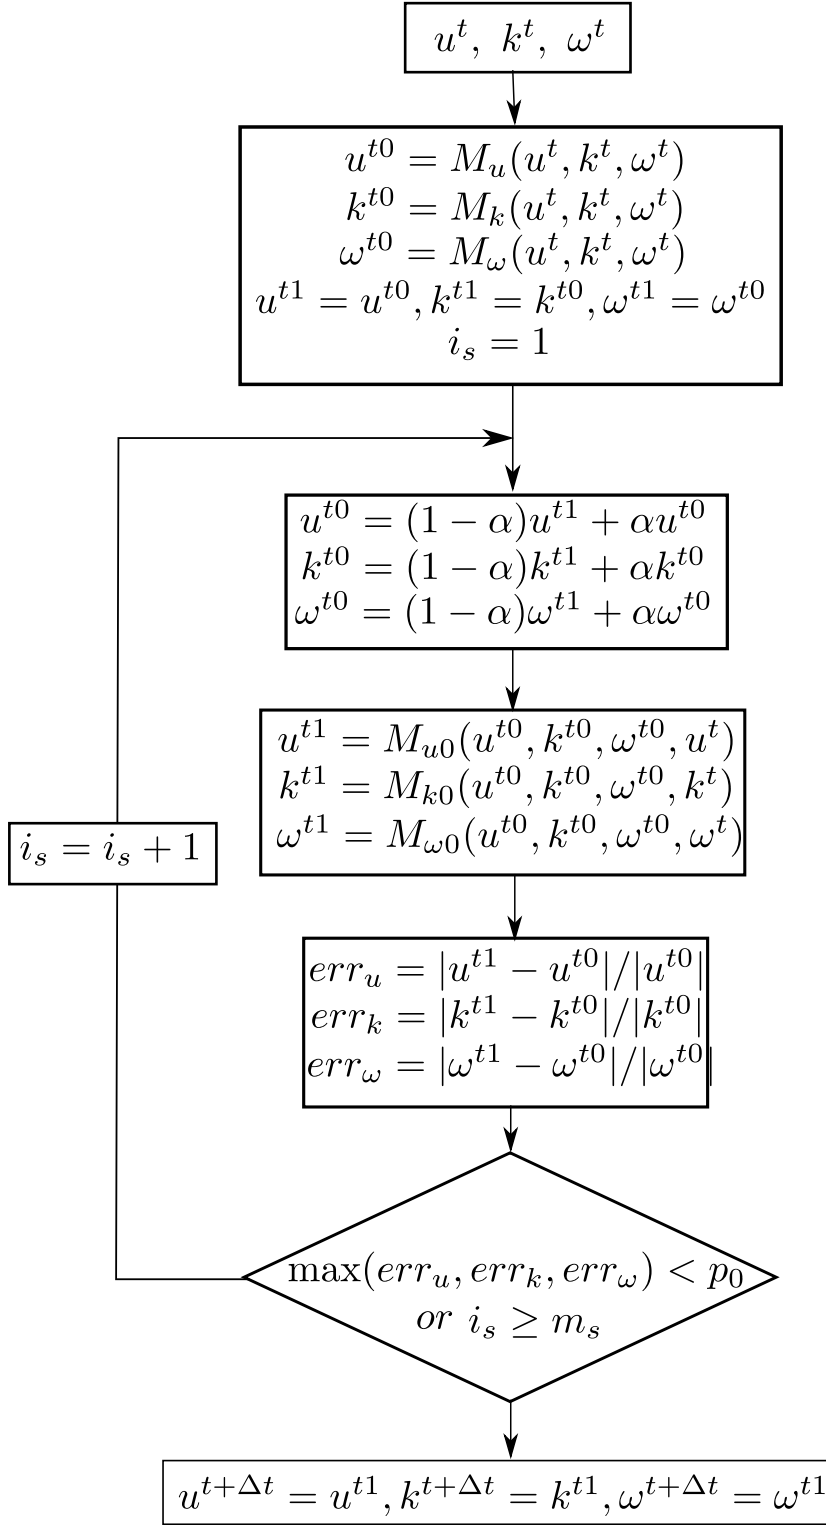 u^t, k^t, ω^t
u^{t0} = M_u(u^t, k^t, ω^t)
k^{t0} = M_k(u^t, k^t, ω^t)
ω^{t0} = M_ω(u^t, k^t, ω^t)
u^{t1} = u^{t0}, k^{t1} = k^{t0}, ω^{t1} = ω^{t0}
i_s = 1
u^{t0} = (1 − α)u^{t1} + αu^{t0}
k^{t0} = (1 − α)k^{t1} + αk^{t0}
ω^{t0} = (1 − α)ω^{t1} + αω^{t0}
u^{t1} = M_{u0}(u^{t0}, k^{t0}, ω^{t0}, u^t)
k^{t1} = M_{k0}(u^{t0}, k^{t0}, ω^{t0}, k^t)
ω^{t1} = M_{ω0}(u^{t0}, k^{t0}, ω^{t0}, ω^t)
i_s = i_s + 1
err_u = |u^{t1} − u^{t0}|/|u^{t0}|
err_k = |k^{t1} − k^{t0}|/|k^{t0}|
err_ω = |ω^{t1} − ω^{t0}|/|ω^{t0}|
max(err_u, err_k, err_ω) < p_0
or i_s ≥ m_s
u^{t+Δt} = u^{t1}, k^{t+Δt} = k^{t1}, ω^{t+Δt} = ω^{t1}